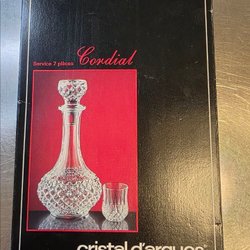 Service 7 pièces Cordial
cristal d'arques